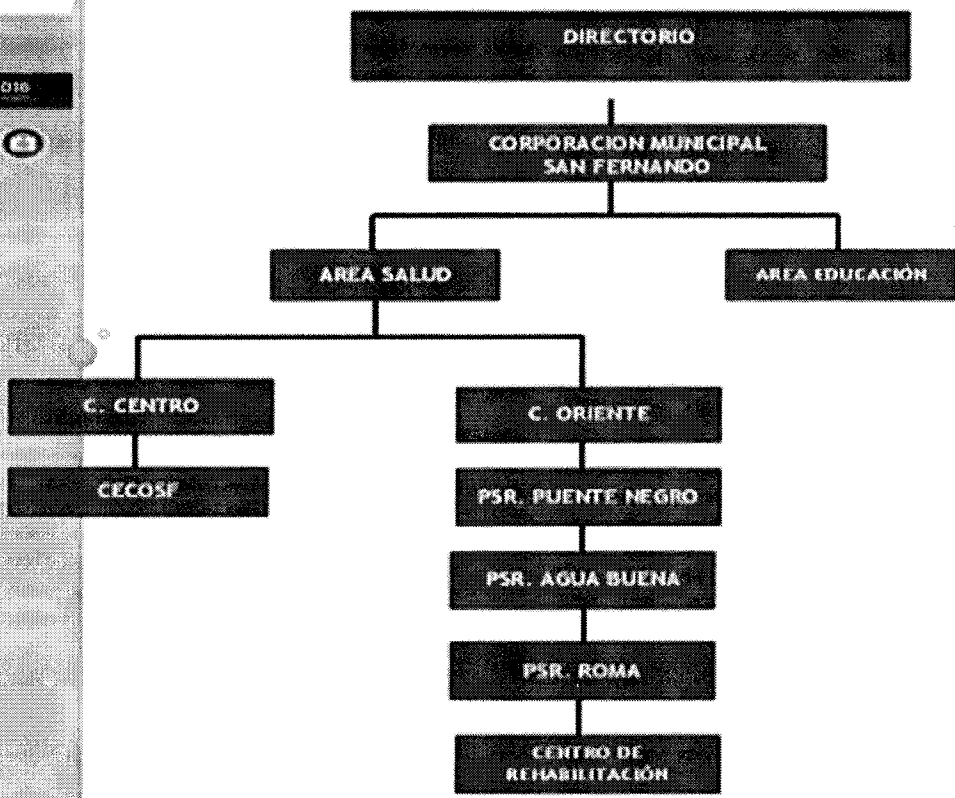 DIRECTORIO
016
CORPORACION MUNICIPAL
SAN FERNANDO
AREA SALUD
AREA EDUCACIÓN
C. CENTRO
C. ORIENTE
CECOSF
PSR. PUENTE NEGRO
PSR. AGUA BUENA
PSR. ROMA
CENTRO DE
REHABILITACIÓN